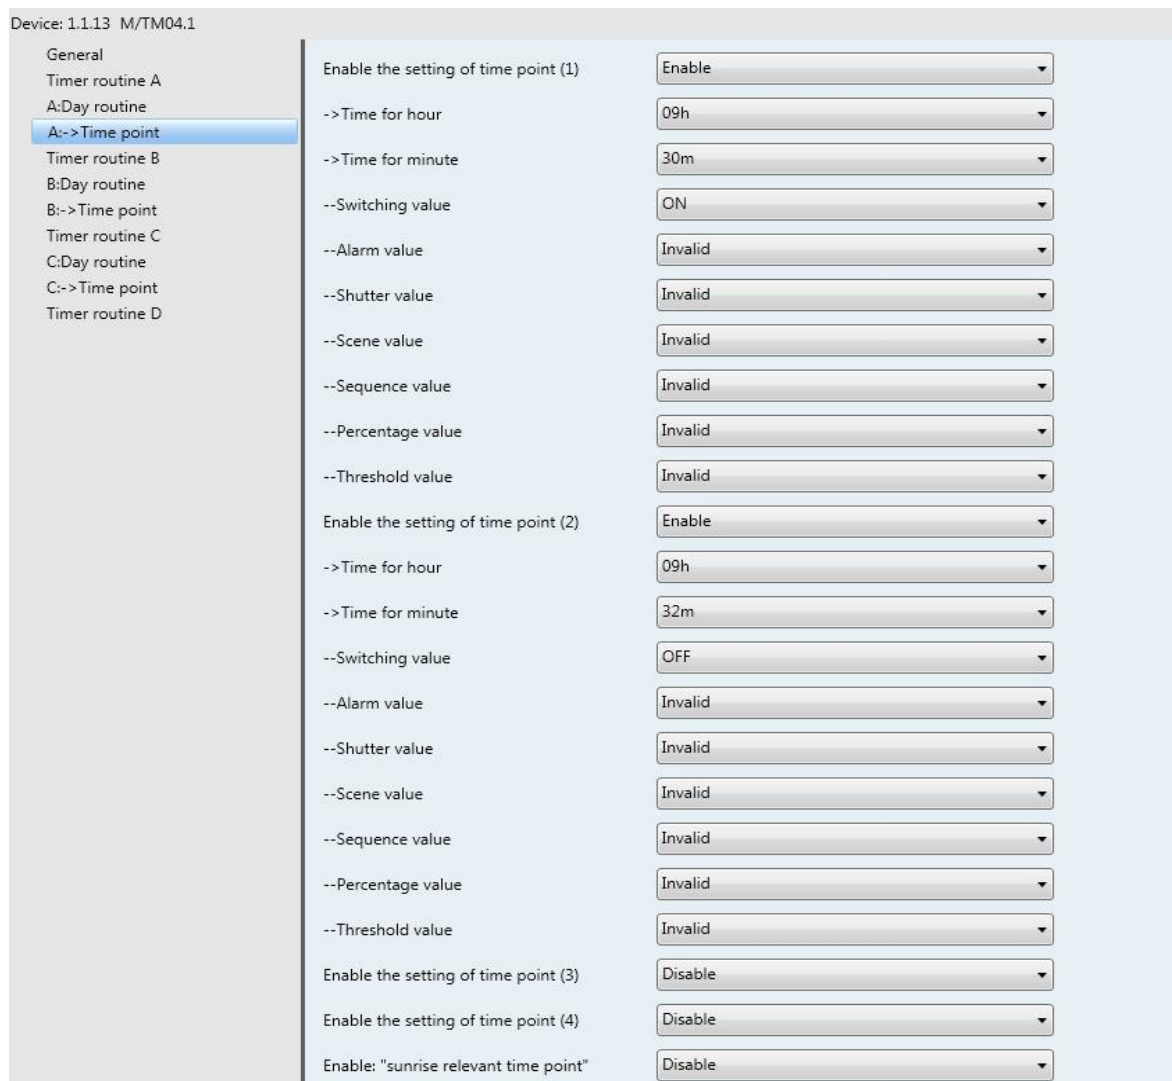 Device: 1.1.13 M/TM04.1
General
Timer routine A
A:Day routine
A:->Time point
Timer routine B
B:Day routine
B:->Time point
Timer routine C
C:Day routine
C:->Time point
Timer routine D
Enable the setting of time point (1) Enable
->Time for hour 09h
->Time for minute 30m
--Switching value ON
--Alarm value Invalid
--Shutter value Invalid
--Scene value Invalid
--Sequence value Invalid
--Percentage value Invalid
--Threshold value Invalid
Enable the setting of time point (2) Enable
->Time for hour 09h
->Time for minute 32m
--Switching value OFF
--Alarm value Invalid
--Shutter value Invalid
--Scene value Invalid
--Sequence value Invalid
--Percentage value Invalid
--Threshold value Invalid
Enable the setting of time point (3) Disable
Enable the setting of time point (4) Disable
Enable: "sunrise relevant time point" Disable